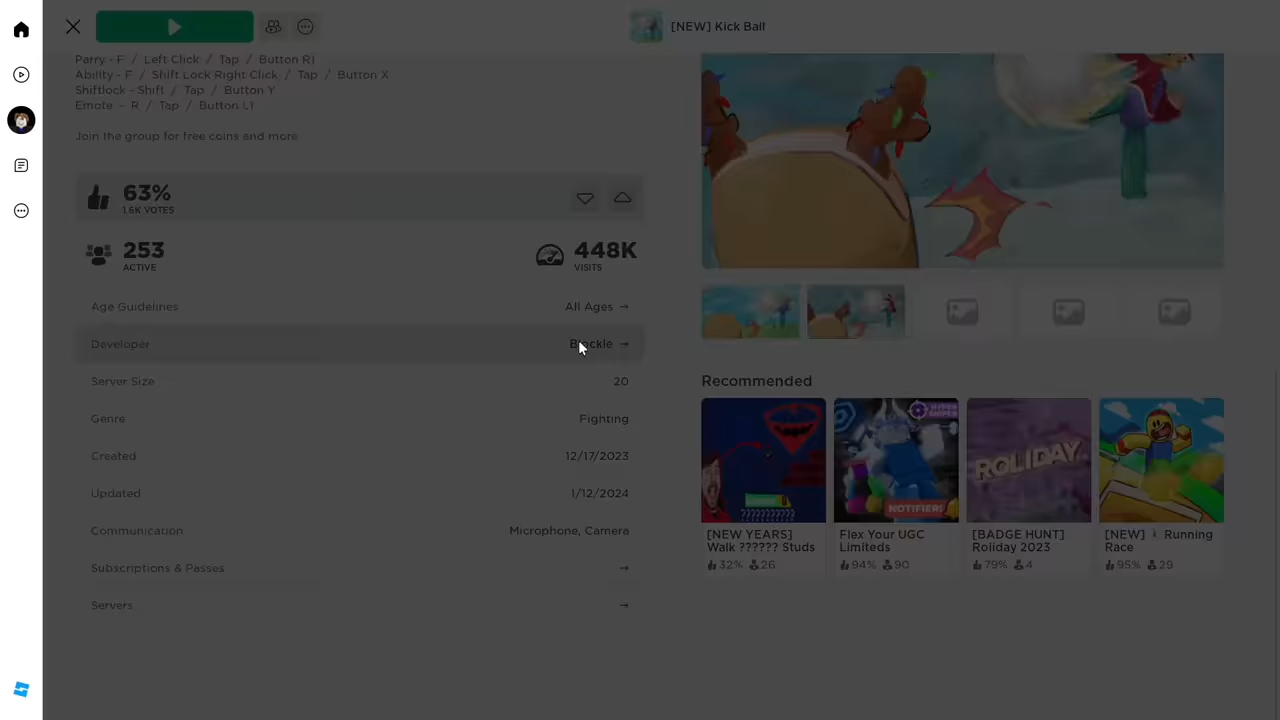 [NEW] Kick Ball
Parry - F / Left Click / Tap / Button R1
Ability - F / Shift Lock Right Click / Tap / Button X
Shiftlock - Shift / Tap / Button Y
Emote - R / Tap / Button L1
Join the group for free coins and more
63%
1.6K VOTES
253
ACTIVE
448K
VISITS
Age Guidelines All Ages →
Developer Blockle →
Server Size 20
Genre Fighting
Created 12/17/2023
Updated 1/12/2024
Communication Microphone, Camera
Subscriptions & Passes →
Servers →
Recommended
????????????
NOTIFIER!
ROLIDAY
[NEW YEARS]
Walk ?????? Studs
32% 26
Flex Your UGC
Limiteds
94% 90
[BADGE HUNT]
Roliday 2023
79% 4
[NEW] Running
Race
95% 29